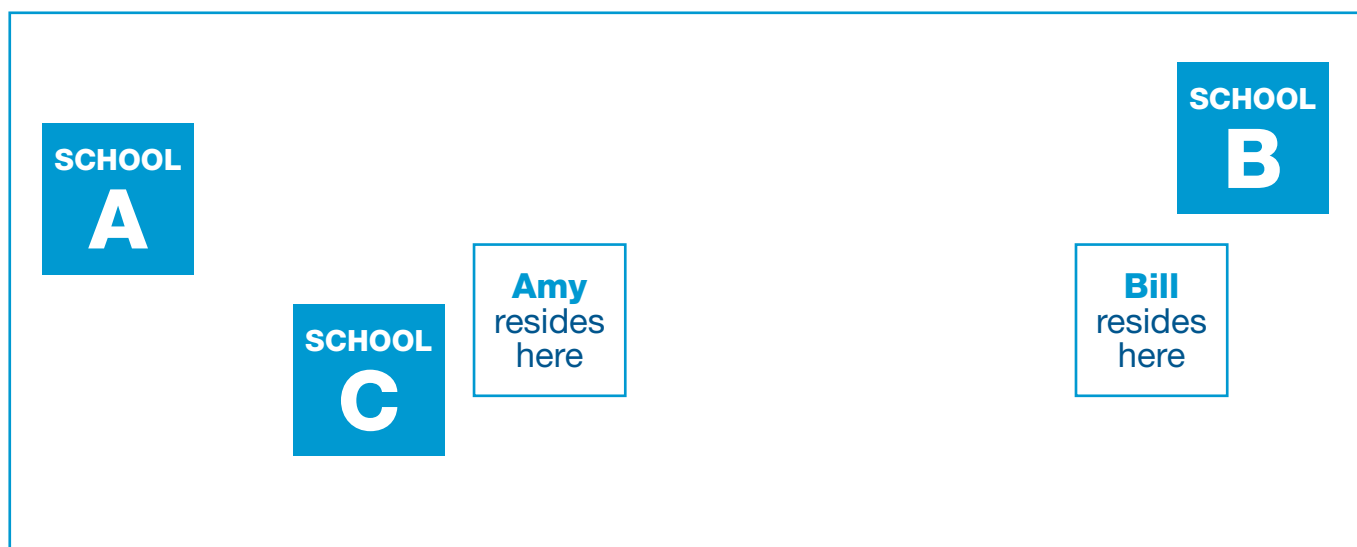 SCHOOL
A
SCHOOL
B
SCHOOL
C
Amy
resides
here
Bill
resides
here